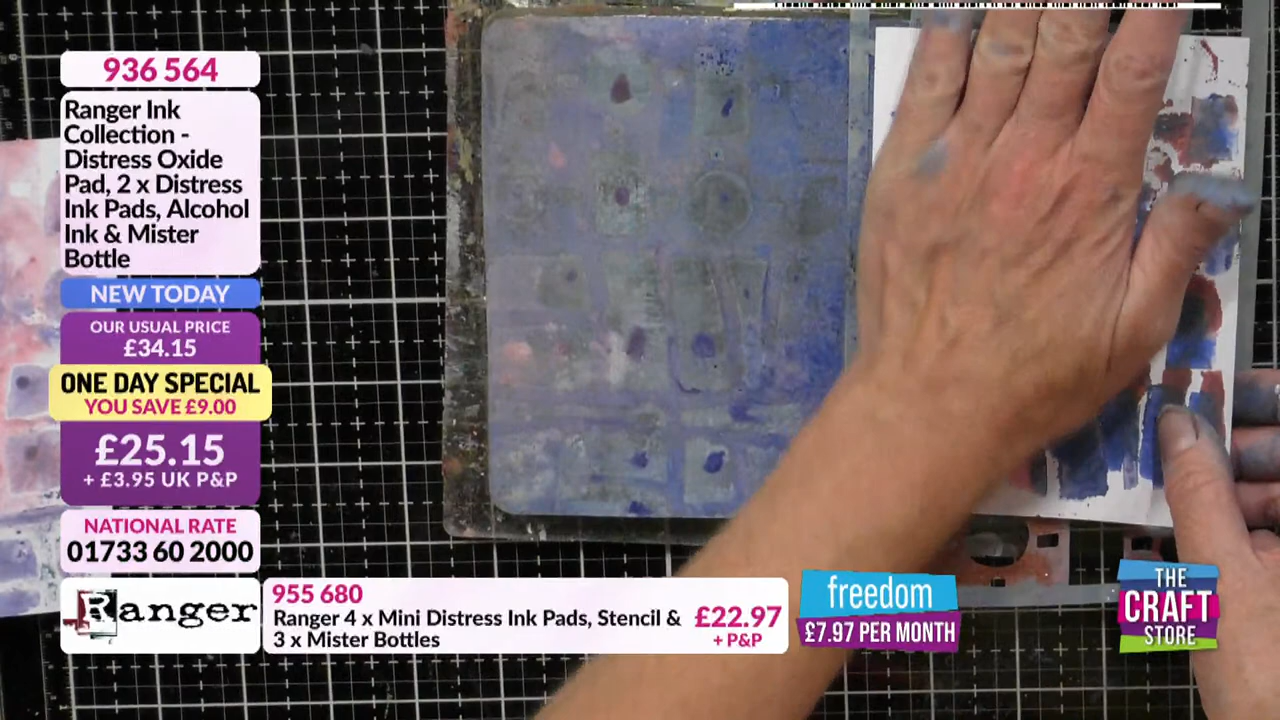 936 564
Ranger Ink
Collection -
Distress Oxide
Pad, 2 x Distress
Ink Pads, Alcohol
Ink & Mister
Bottle
NEW TODAY
OUR USUAL PRICE
£34.15
ONE DAY SPECIAL
YOU SAVE £9.00
£25.15
+ £3.95 UK P&P
NATIONAL RATE
01733 60 2000
Ranger
955 680
Ranger 4 x Mini Distress Ink Pads, Stencil &
3 x Mister Bottles
£22.97
+ P&P
freedom
£7.97 PER MONTH
THE
CRAFT
STORE